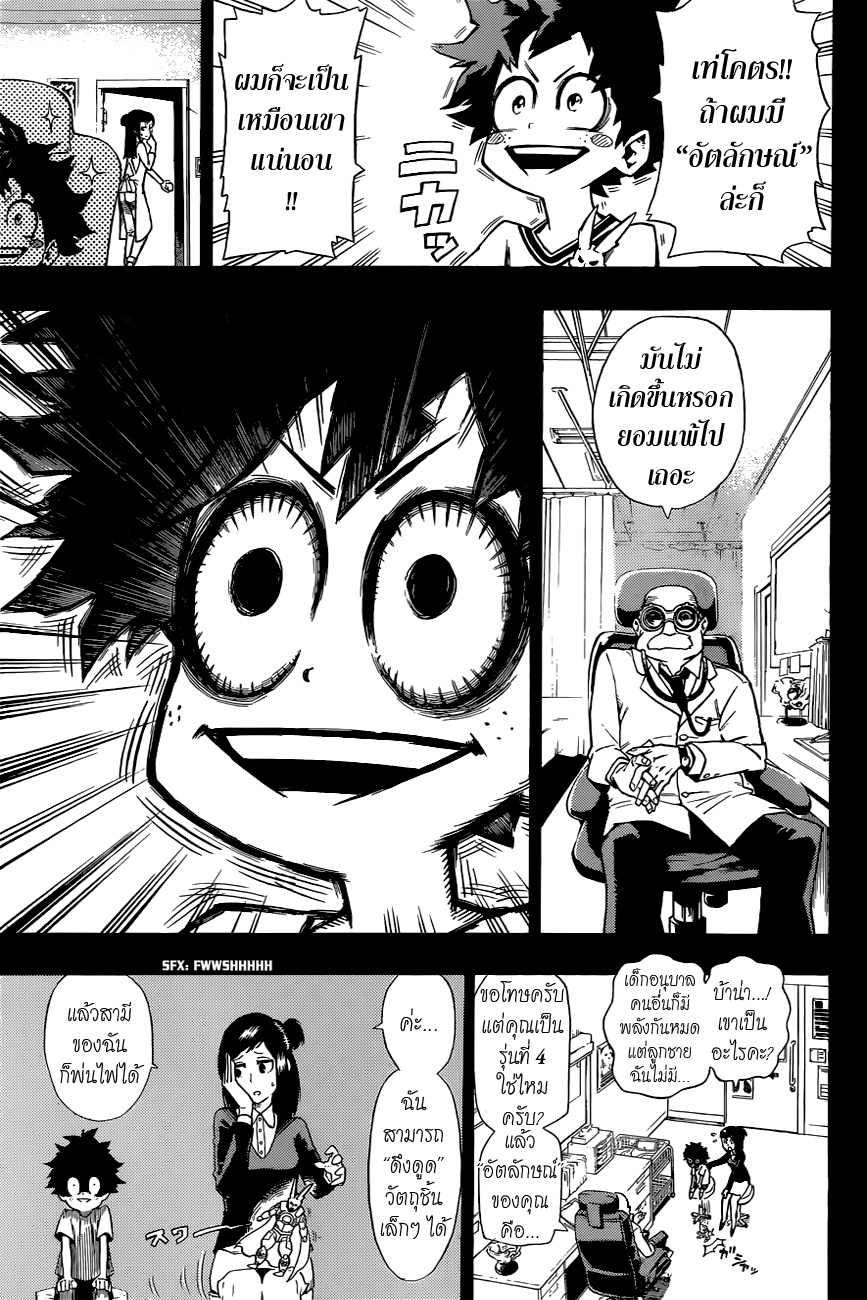 เท่โคตร!!
ถ้าผมมี
“อัตลักษณ์”
ล่ะก็
ผมก็จะเป็น
เหมือนเขา
แน่นอน
!!
ニカッ
มันไม่
เกิดขึ้นหรอก
ยอมแพ้ไป
เถอะ
SFX: FWWSHHHHH
บ้าน่า.../
เขาเป็น
อะไรคะ?
เด็กอนุบาล
คนอื่นก็มี
พลังกันหมด
แต่ลูกชาย
ฉันไม่มี...
ขอโทษครับ
แต่คุณเป็น
รุ่นที่ 4
ใช่ไหม
ครับ?
แล้ว
“อัตลักษณ์”
ของคุณ
คือ...
ガシャッ
ค่ะ...
ฉัน
สามารถ
“ดึงดูด”
วัตถุชิ้น
เล็กๆ ได้
スウー
แล้วสามี
ของฉัน
ก็พ่นไฟได้